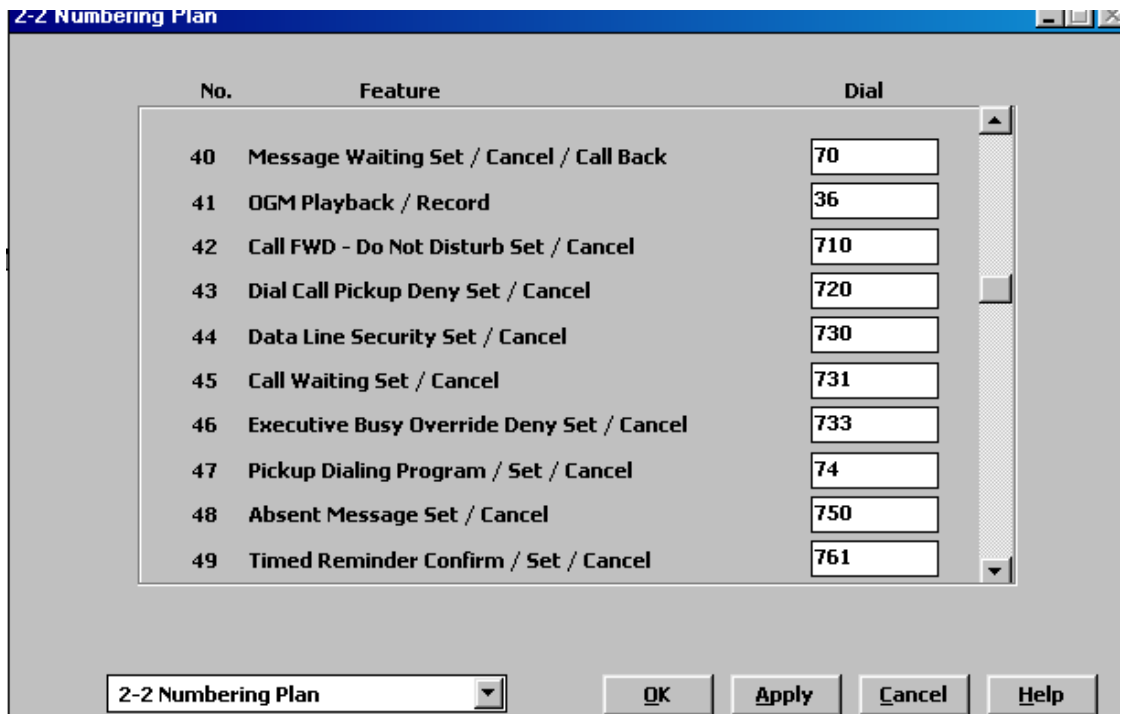 2-2 Numbering Plan
No. Feature Dial
40 Message Waiting Set / Cancel / Call Back 70
41 OGM Playback / Record 36
42 Call FWD - Do Not Disturb Set / Cancel 710
43 Dial Call Pickup Deny Set / Cancel 720
44 Data Line Security Set / Cancel 730
45 Call Waiting Set / Cancel 731
46 Executive Busy Override Deny Set / Cancel 733
47 Pickup Dialing Program / Set / Cancel 74
48 Absent Message Set / Cancel 750
49 Timed Reminder Confirm / Set / Cancel 761
2-2 Numbering Plan OK Apply Cancel Help